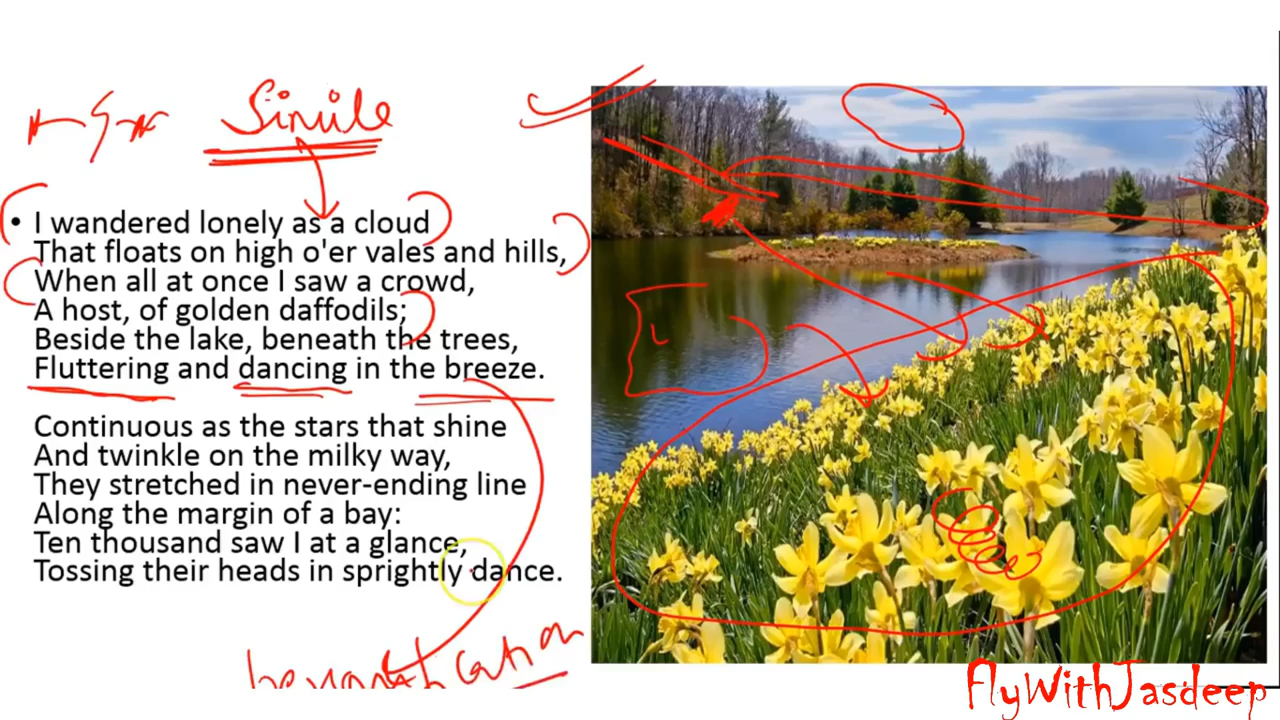 Simile
• I wandered lonely as a cloud
That floats on high o'er vales and hills,
When all at once I saw a crowd,
A host, of golden daffodils;
Beside the lake, beneath the trees,
Fluttering and dancing in the breeze.
Continuous as the stars that shine
And twinkle on the milky way,
They stretched in never-ending line
Along the margin of a bay:
Ten thousand saw I at a glance,
Tossing their heads in sprightly dance.
FlyWithJasdeep